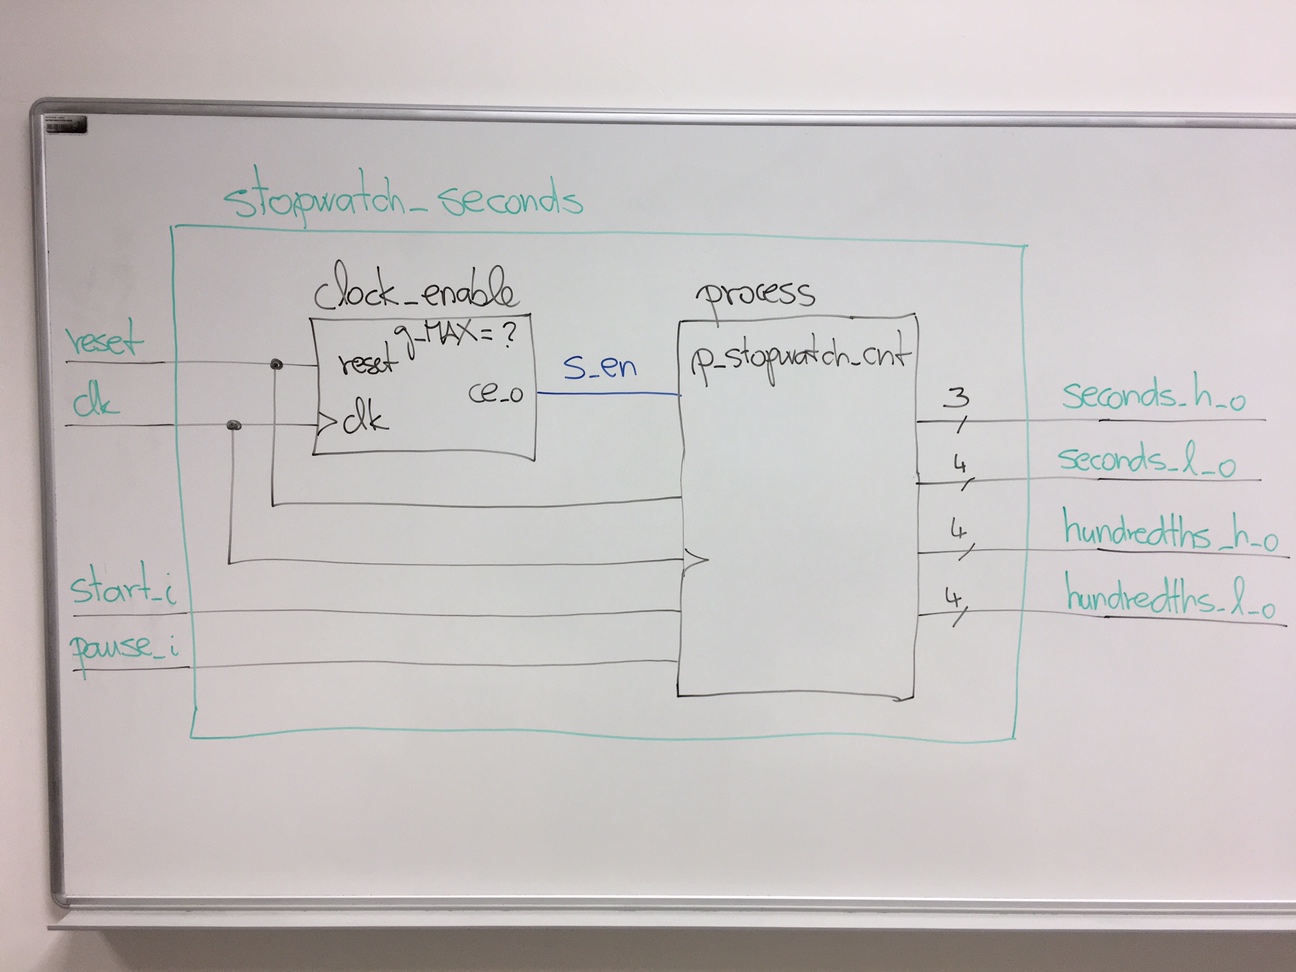 stopwatch_seconds
clock_enable
g_MAX=?
reset
clk
ce_o
s_en
process
p_stopwatch_cnt
reset
clk
start_i
pause_i
3
seconds_h_o
4
seconds_l_o
4
hundredths_h_o
4
hundredths_l_o